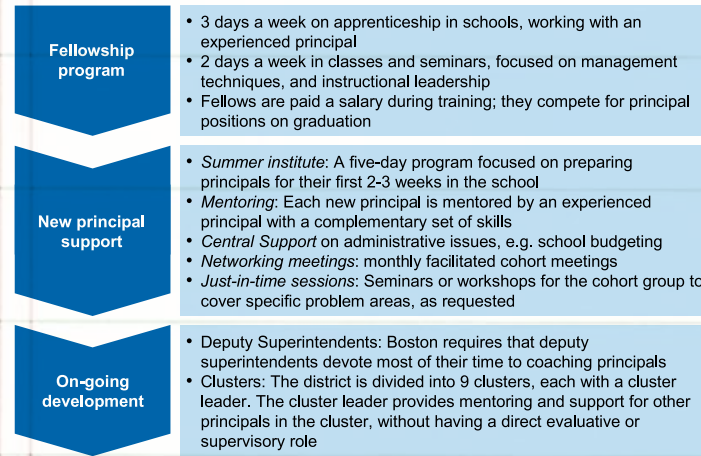 Fellowship
program
• 3 days a week on apprenticeship in schools, working with an
experienced principal
• 2 days a week in classes and seminars, focused on management
techniques, and instructional leadership
• Fellows are paid a salary during training; they compete for principal
positions on graduation
New principal
support
• Summer institute: A five-day program focused on preparing
principals for their first 2-3 weeks in the school
• Mentoring: Each new principal is mentored by an experienced
principal with a complementary set of skills
• Central Support on administrative issues, e.g. school budgeting
• Networking meetings: monthly facilitated cohort meetings
• Just-in-time sessions: Seminars or workshops for the cohort group to
cover specific problem areas, as requested
On-going
development
• Deputy Superintendents: Boston requires that deputy
superintendents devote most of their time to coaching principals
• Clusters: The district is divided into 9 clusters, each with a cluster
leader. The cluster leader provides mentoring and support for other
principals in the cluster, without having a direct evaluative or
supervisory role